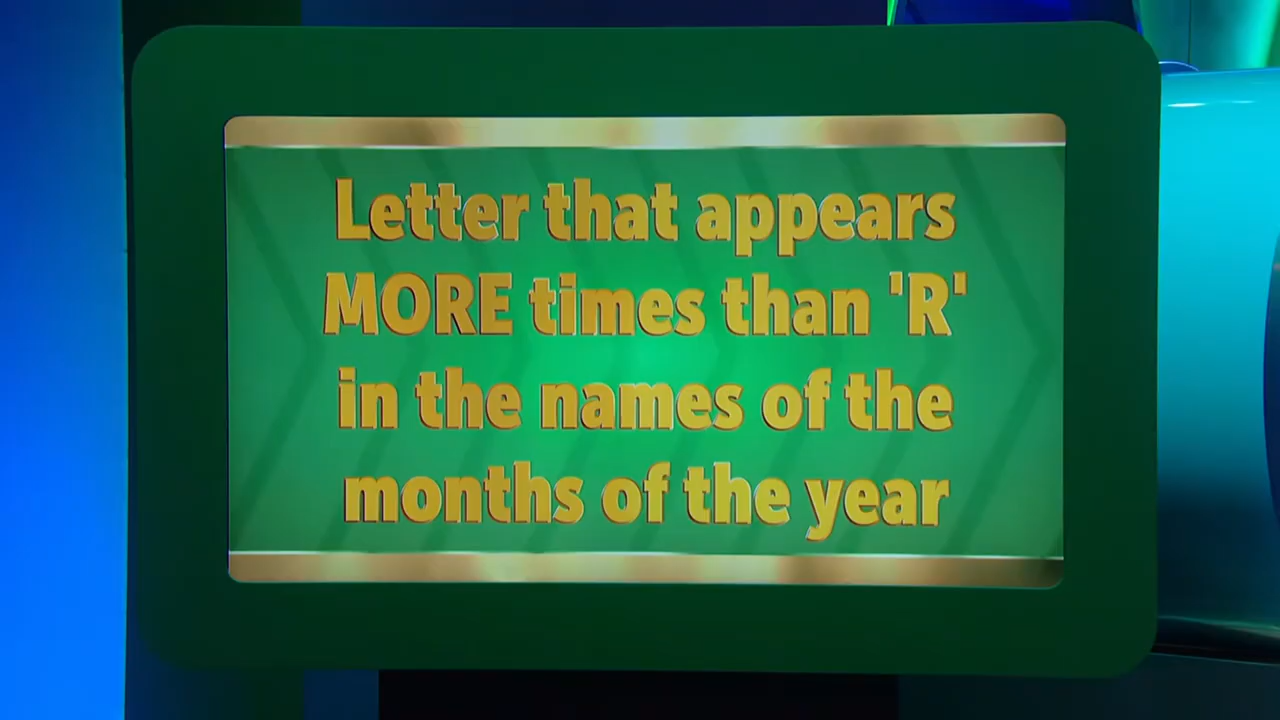 Letter that appears
MORE times than 'R'
in the names of the
months of the year